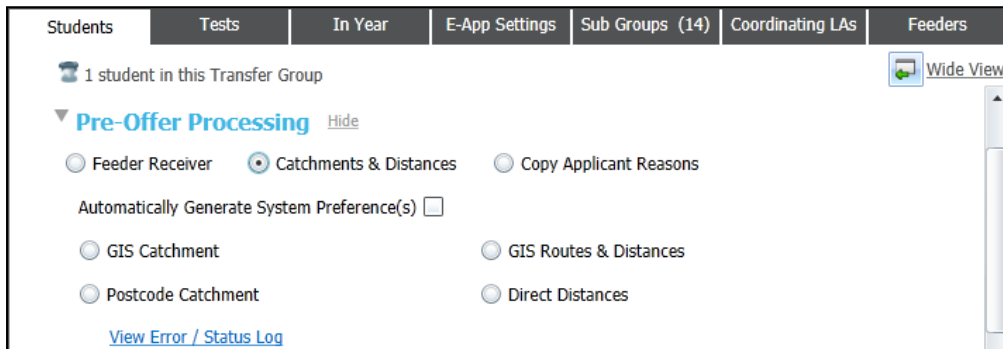 Students Tests In Year E-App Settings Sub Groups (14) Coordinating LAs Feeders
1 student in this Transfer Group Wide View
Pre-Offer Processing Hide
Feeder Receiver Catchments & Distances Copy Applicant Reasons
Automatically Generate System Preference(s)
GIS Catchment GIS Routes & Distances
Postcode Catchment Direct Distances
View Error / Status Log